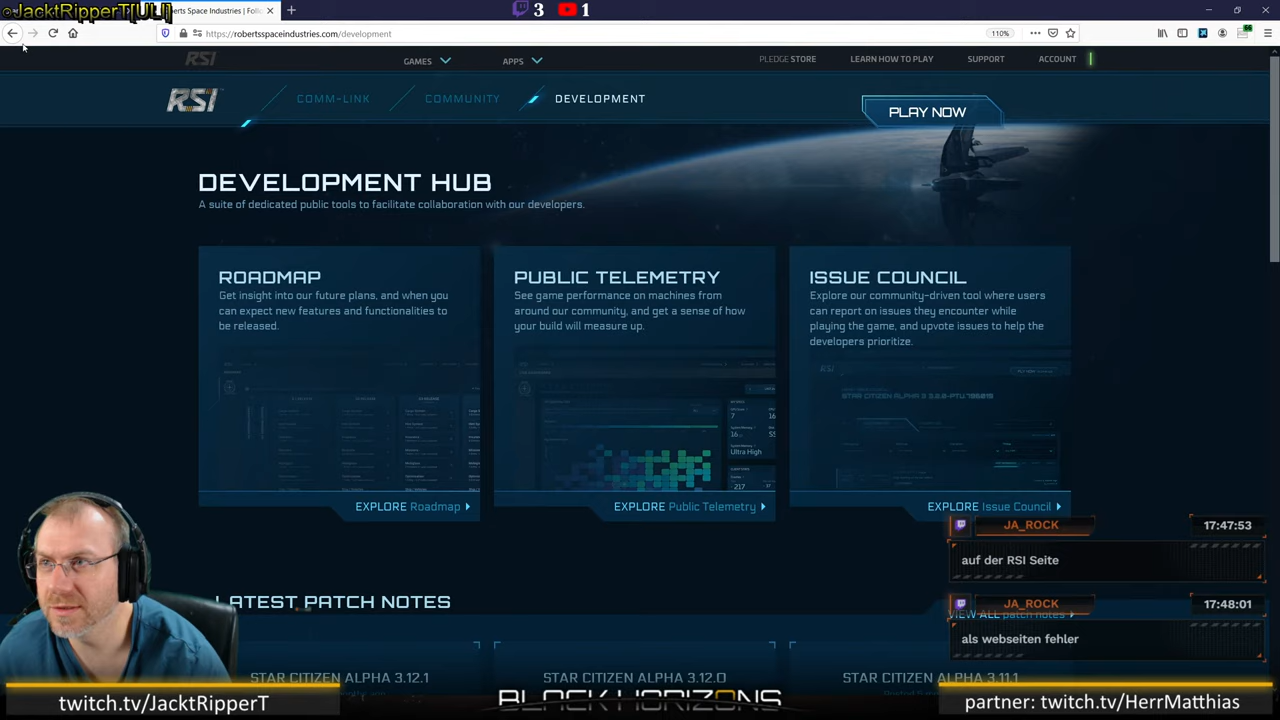 JacktRipperT[UL]
berts Space Industries | Follo
3
1
https://robertsspaceindustries.com/development
110%
66
RSI
GAMES
APPS
PLEDGE STORE
LEARN HOW TO PLAY
SUPPORT
ACCOUNT
RSI
COMM-LINK
COMMUNITY
DEVELOPMENT
PLAY NOW
DEVELOPMENT HUB
A suite of dedicated public tools to facilitate collaboration with our developers.
ROADMAP
Get insight into our future plans, and when you
can expect new features and functionalities to
be released.
EXPLORE Roadmap
PUBLIC TELEMETRY
See game performance on machines from
around our community, and get a sense of how
your build will measure up.
Ultra High
EXPLORE Public Telemetry
ISSUE COUNCIL
Explore our community-driven tool where users
can report on issues they encounter while
playing the game, and upvote issues to help the
developers prioritize.
EXPLORE Issue Council
JA_ROCK
17:47:53
auf der RSI Seite
JA_ROCK
17:48:01
als webseiten fehler
LATEST PATCH NOTES
VIEW ALL patch notes
STAR CITIZEN ALPHA 3.12.1
STAR CITIZEN ALPHA 3.12.0
STAR CITIZEN ALPHA 3.11.1
BLACK HORIZONS
twitch.tv/JacktRipperT
partner: twitch.tv/HerrMatthias